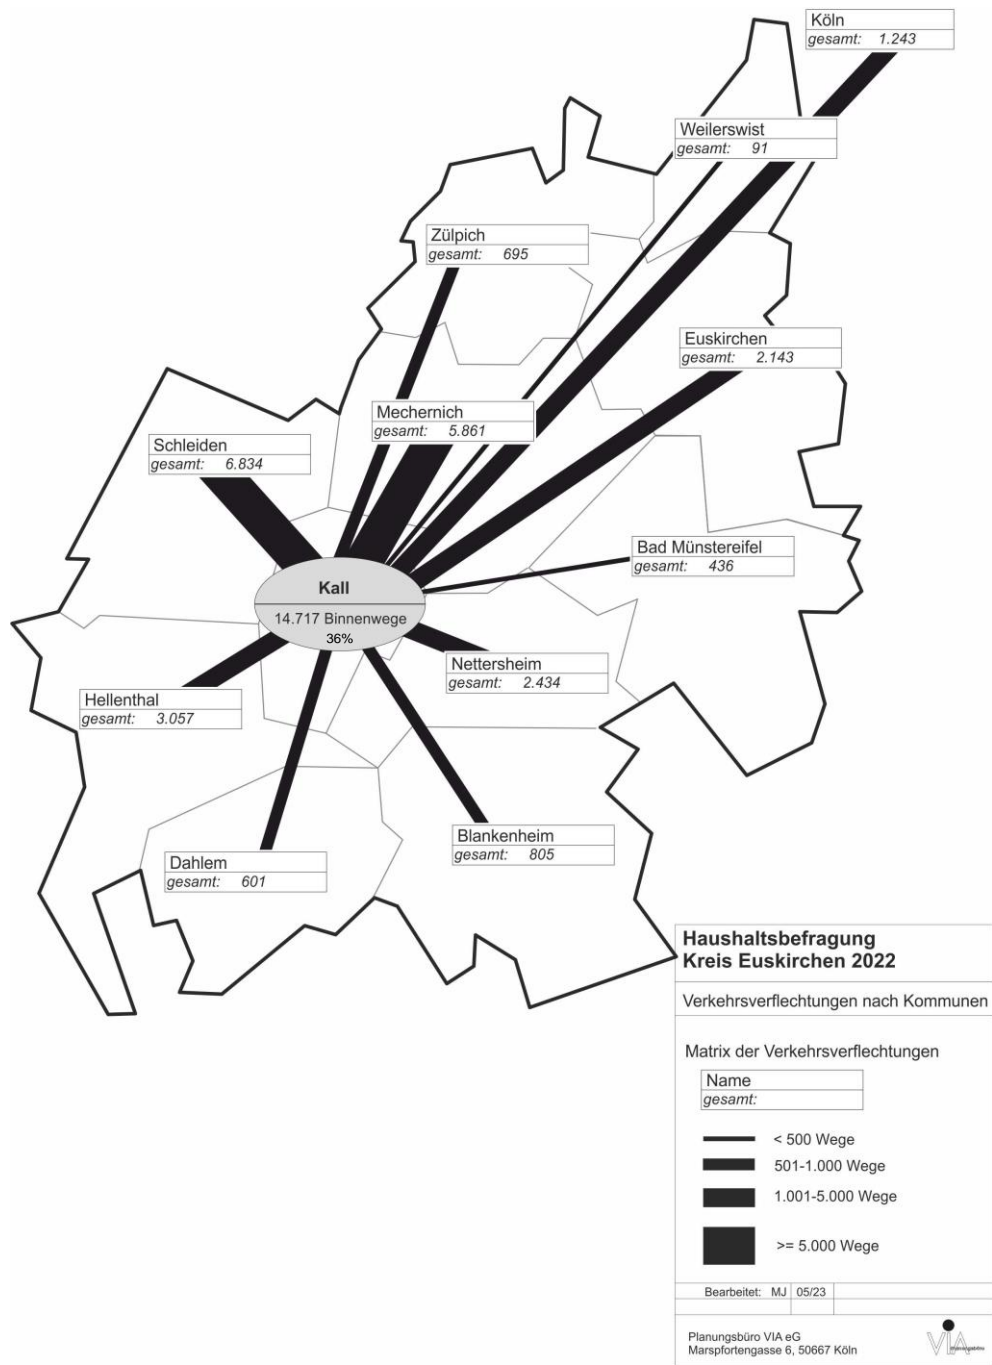 Köln
gesamt: 1.243
Weilerswist
gesamt: 91
Zülpich
gesamt: 695
Euskirchen
gesamt: 2.143
Mechernich
gesamt: 5.861
Schleiden
gesamt: 6.834
Bad Münstereifel
gesamt: 436
Kall
14.717 Binnenwege
36%
Nettersheim
gesamt: 2.434
Hellenthal
gesamt: 3.057
Blankenheim
gesamt: 805
Dahlem
gesamt: 601
Haushaltsbefragung
Kreis Euskirchen 2022
Verkehrsverflechtungen nach Kommunen
Matrix der Verkehrsverflechtungen
Name
gesamt:
< 500 Wege
501-1.000 Wege
1.001-5.000 Wege
>= 5.000 Wege
Bearbeitet: MJ 05/23
Planungsbüro VIA eG
Marspfortengasse 6, 50667 Köln
VIA
Planungsbüro